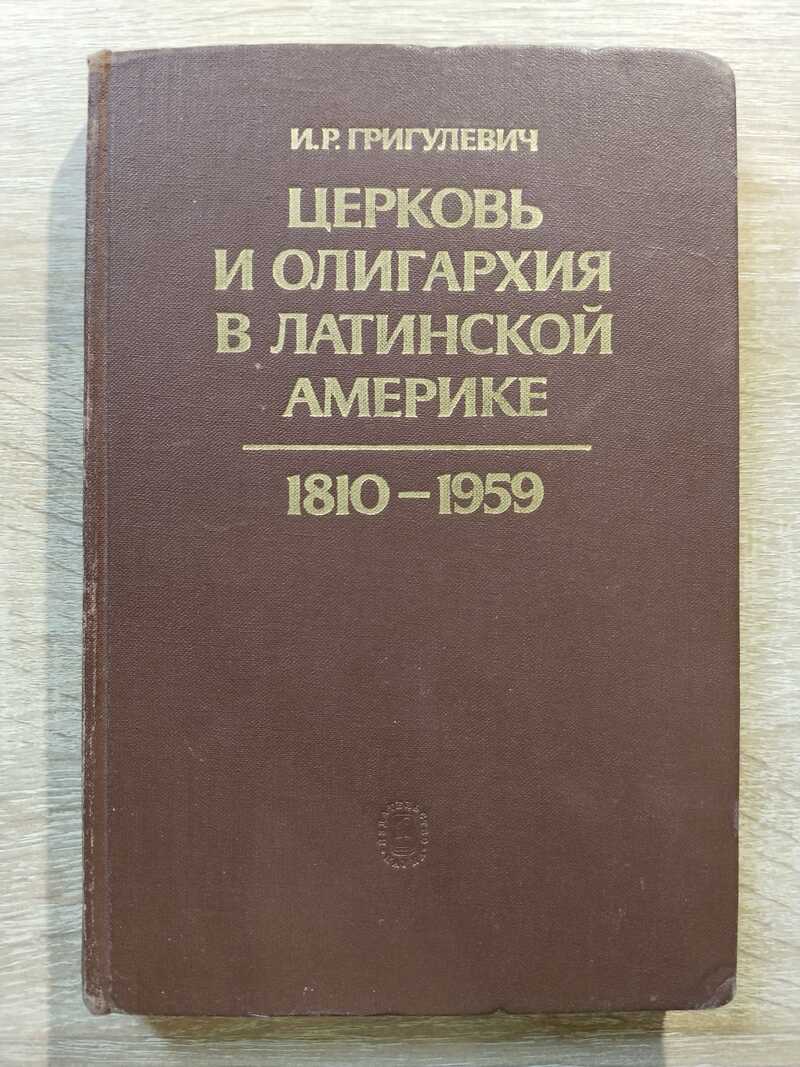 И.Р. ГРИГУЛЕВИЧ
ЦЕРКОВЬ
И ОЛИГАРХИЯ
В ЛАТИНСКОЙ
АМЕРИКЕ
1810–1959